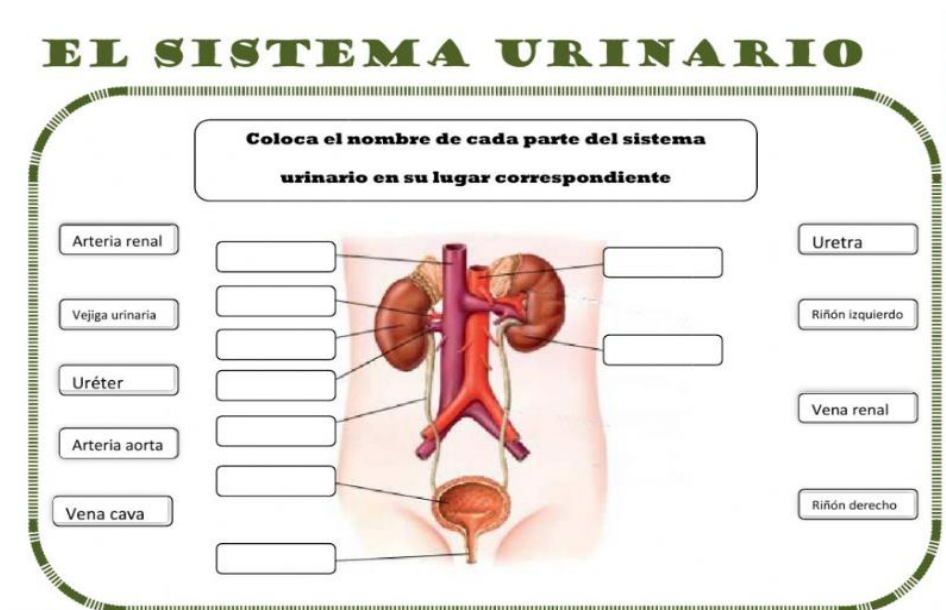 EL SISTEMA URINARIO
Coloca el nombre de cada parte del sistema
urinario en su lugar correspondiente
Arteria renal
Vejiga urinaria
Uréter
Arteria aorta
Vena cava
Uretra
Riñón izquierdo
Vena renal
Riñón derecho